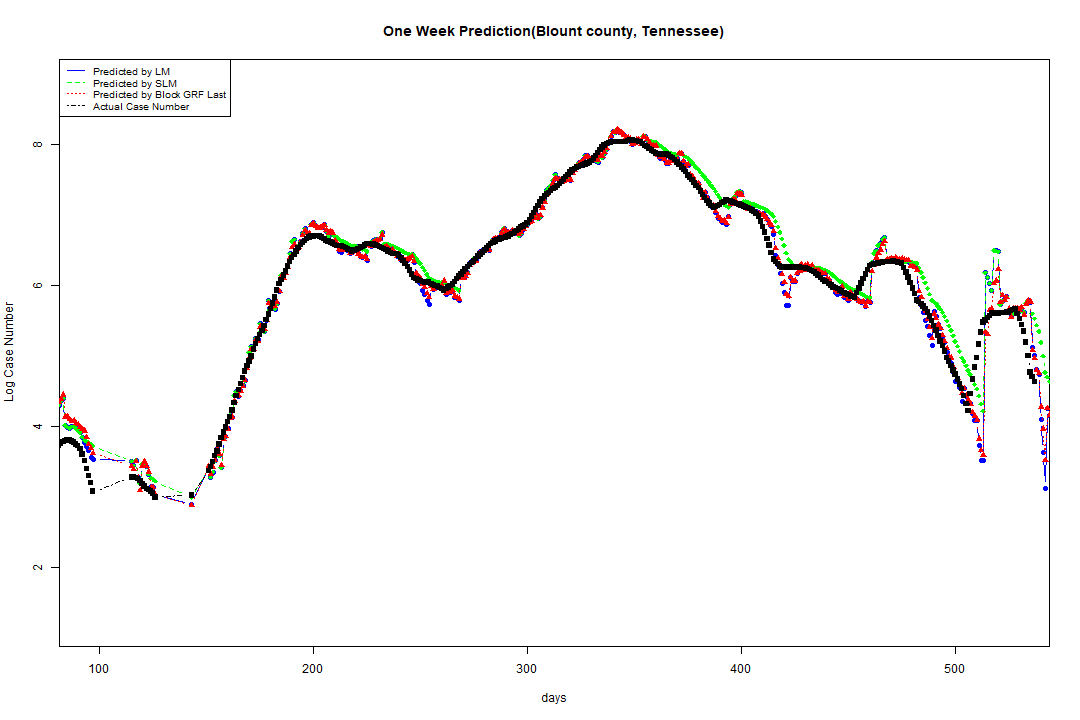 One Week Prediction(Blount county, Tennessee)
Predicted by LM
Predicted by SLM
Predicted by Block GRF Last
Actual Case Number
8
6
4
2
Log Case Number
100 200 300 400 500
days